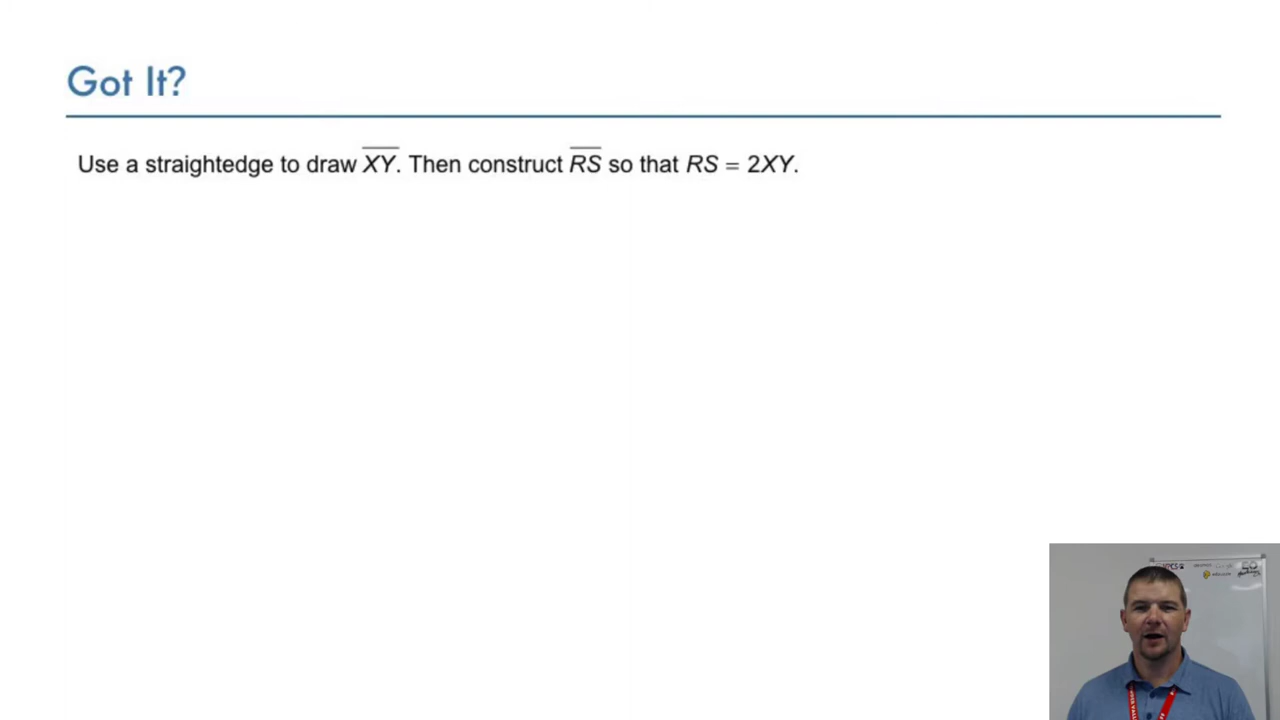 Got It?
Use a straightedge to draw XY. Then construct RS so that RS = 2XY.